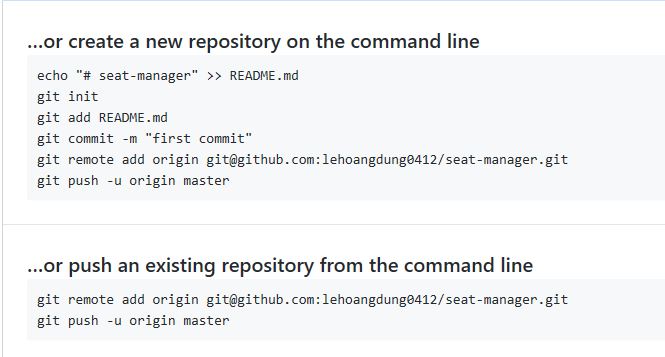 ...or create a new repository on the command line
echo "# seat-manager" >> README.md
git init
git add README.md
git commit -m "first commit"
git remote add origin git@github.com:lehoangdung0412/seat-manager.git
git push -u origin master
...or push an existing repository from the command line
git remote add origin git@github.com:lehoangdung0412/seat-manager.git
git push -u origin master